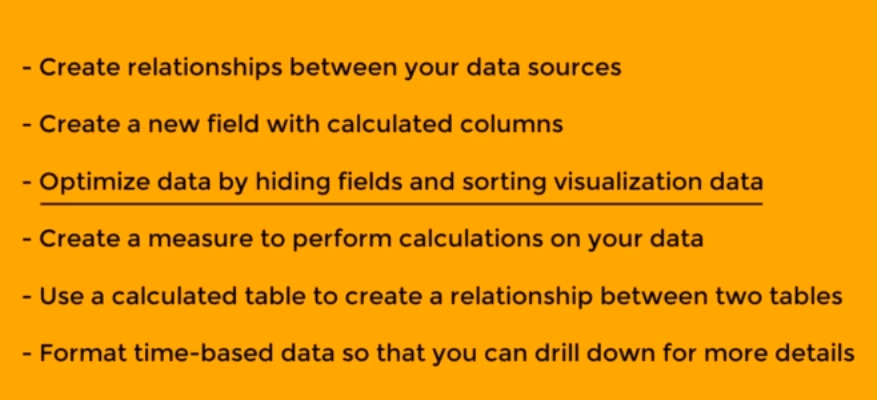 - Create relationships between your data sources
- Create a new field with calculated columns
- Optimize data by hiding fields and sorting visualization data
- Create a measure to perform calculations on your data
- Use a calculated table to create a relationship between two tables
- Format time-based data so that you can drill down for more details